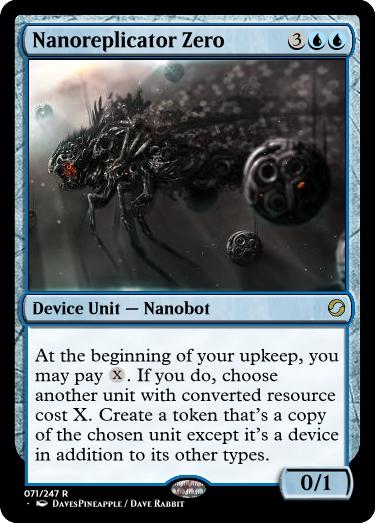 Nanoreplicator Zero 3
Device Unit — Nanobot
At the beginning of your upkeep, you
may pay X. If you do, choose
another unit with converted resource
cost X. Create a token that's a copy
of the chosen unit except it's a device
in addition to its other types.
0/1
071/247 R
DavesPineapple / Dave Rabbit